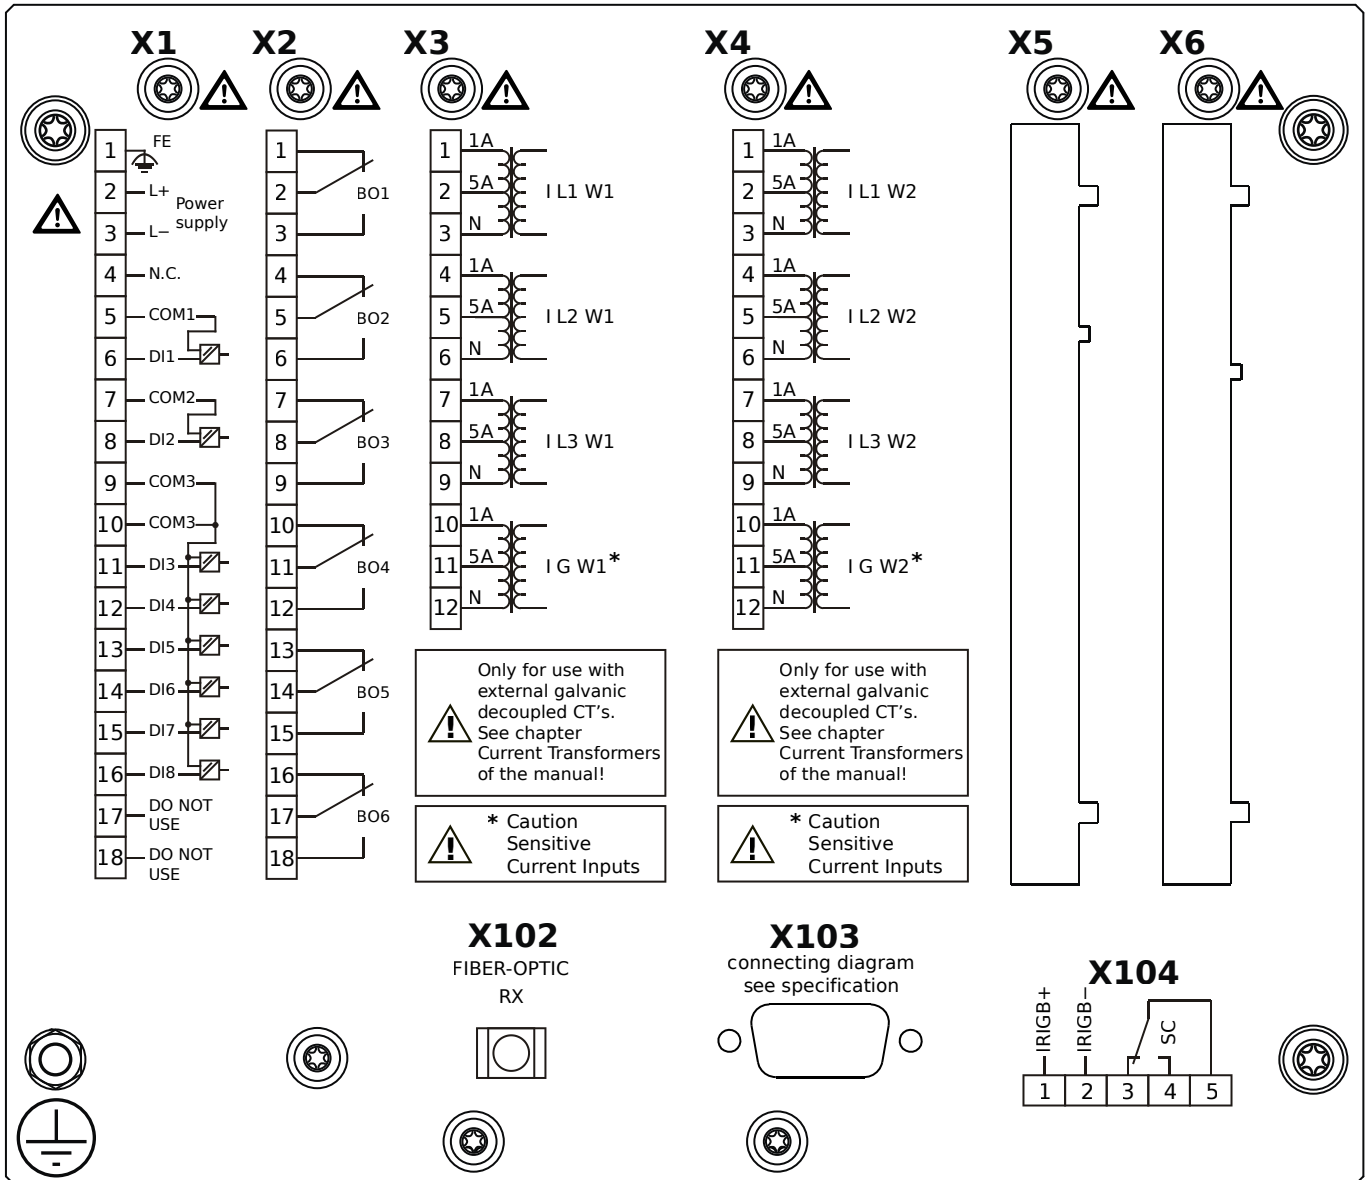 X1
X2
X3
X4
X5
X6
1
FE
2
L+
Power
supply
3
L−
4
N.C.
5
COM1
6
DI1
7
COM2
8
DI2
9
COM3
10
COM3
11
DI3
12
DI4
13
DI5
14
DI6
15
DI7
16
DI8
17
DO NOT
USE
18
DO NOT
USE
1
2
BO1
3
4
5
BO2
6
7
8
BO3
9
10
11
BO4
12
13
14
BO5
15
16
17
BO6
18
1
1A
2
5A
I L1 W1
3
N
4
1A
5
5A
I L2 W1
6
N
7
1A
8
5A
I L3 W1
9
N
10
1A
11
5A
I G W1*
12
N
Only for use with
external galvanic
decoupled CT's.
See chapter
Current Transformers
of the manual!
* Caution
Sensitive
Current Inputs
1
1A
2
5A
I L1 W2
3
N
4
1A
5
5A
I L2 W2
6
N
7
1A
8
5A
I L3 W2
9
N
10
1A
11
5A
I G W2*
12
N
Only for use with
external galvanic
decoupled CT's.
See chapter
Current Transformers
of the manual!
* Caution
Sensitive
Current Inputs
X102
FIBER-OPTIC
RX
X103
connecting diagram
see specification
X104
IRIGB+
IRIGB−
SC
1 2 3 4 5